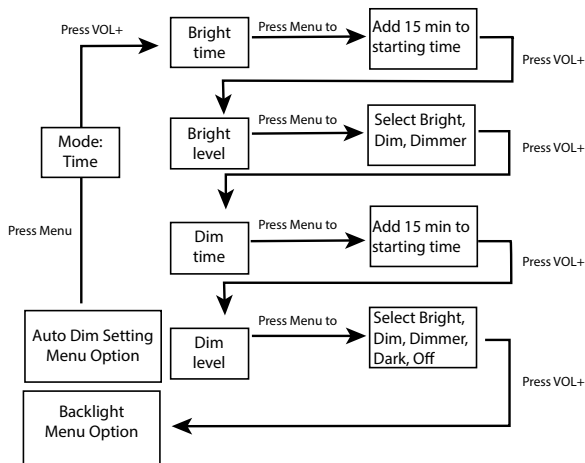 Press VOL+
Bright
time
Press Menu to
Add 15 min to
starting time
Press VOL+
Mode:
Time
Bright
level
Press Menu to
Select Bright,
Dim, Dimmer
Press VOL+
Press Menu
Dim
time
Press Menu to
Add 15 min to
starting time
Press VOL+
Auto Dim Setting
Menu Option
Dim
level
Press Menu to
Select Bright,
Dim, Dimmer,
Dark, Off
Press VOL+
Backlight
Menu Option